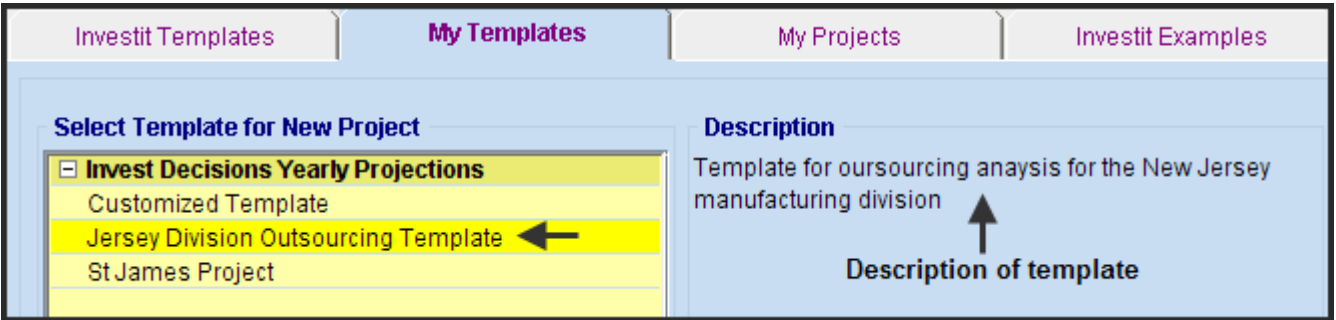 Investit Templates
My Templates
My Projects
Investit Examples
Select Template for New Project
Invest Decisions Yearly Projections
Customized Template
Jersey Division Outsourcing Template
St James Project
Description
Template for oursourcing anaysis for the New Jersey
manufacturing division
Description of template